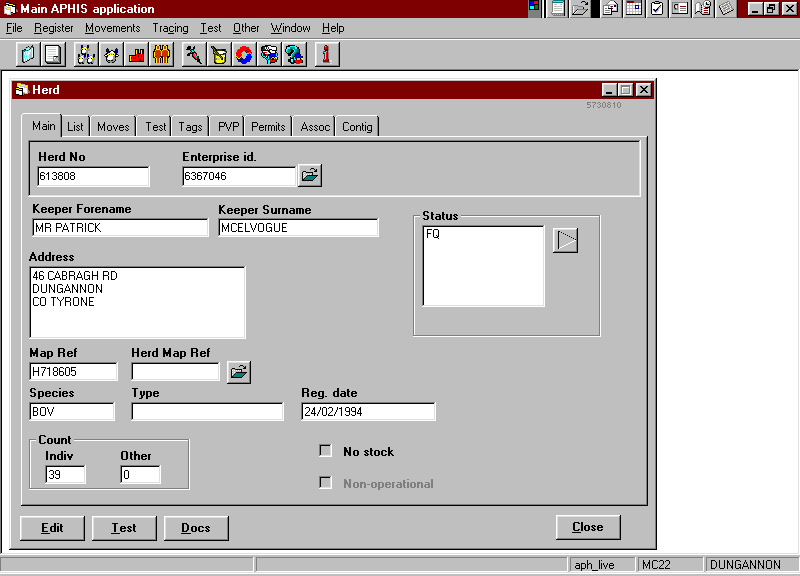 Main APHIS application
File Register Movements Tracing Test Other Window Help
Herd
5730810
Main List Moves Test Tags PVP Permits Assoc Contig
Herd No Enterprise id.
613808 6367046
Keeper Forename Keeper Surname
MR PATRICK MCELVOGUE
Status
FQ
Address
46 CABRAGH RD
DUNGANNON
CO TYRONE
Map Ref Herd Map Ref
H718605
Species Type Reg. date
BOV 24/02/1994
Count
Indiv Other
39 0
No stock
Non-operational
Edit Test Docs Close
aph_live MC22 DUNGANNON